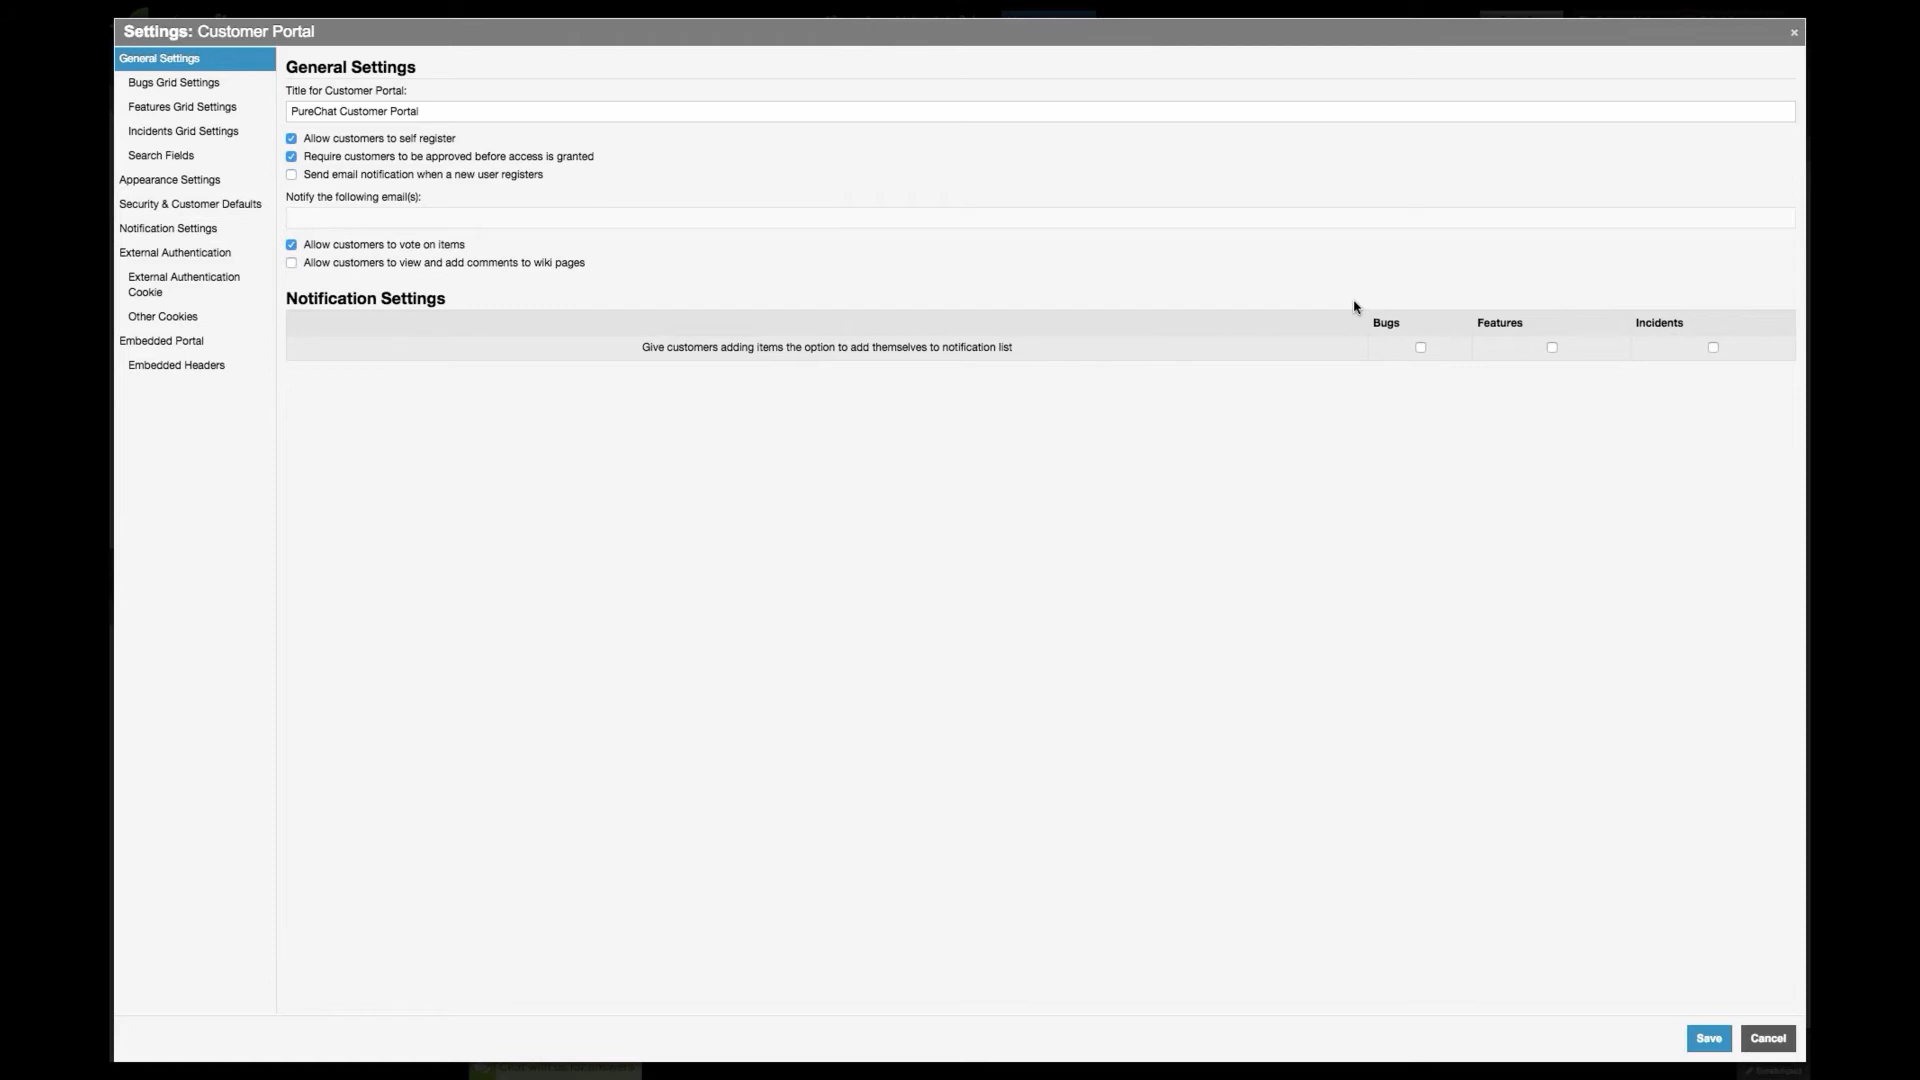 Settings: Customer Portal
×
General Settings
Bugs Grid Settings
Features Grid Settings
Incidents Grid Settings
Search Fields
Appearance Settings
Security & Customer Defaults
Notification Settings
External Authentication
External Authentication
Cookie
Other Cookies
Embedded Portal
Embedded Headers
General Settings
Title for Customer Portal:
PureChat Customer Portal
Allow customers to self register
Require customers to be approved before access is granted
Send email notification when a new user registers
Notify the following email(s):
Allow customers to vote on items
Allow customers to view and add comments to wiki pages
Notification Settings
Bugs Features Incidents
Give customers adding items the option to add themselves to notification list
Save Cancel